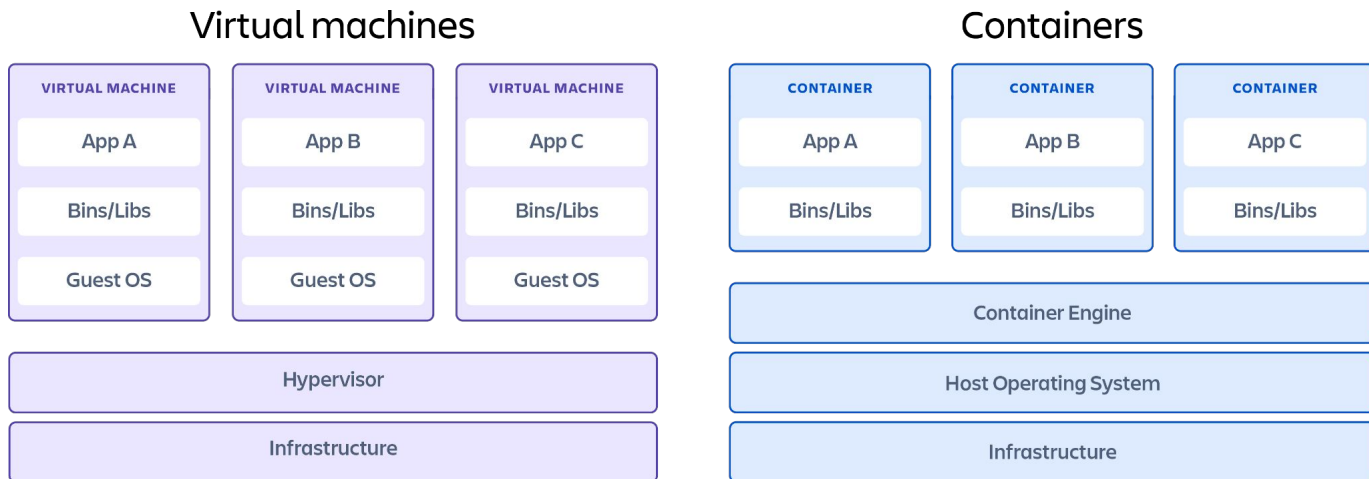 Virtual machines
VIRTUAL MACHINE
App A
Bins/Libs
Guest OS
VIRTUAL MACHINE
App B
Bins/Libs
Guest OS
VIRTUAL MACHINE
App C
Bins/Libs
Guest OS
Hypervisor
Infrastructure
Containers
CONTAINER
App A
Bins/Libs
CONTAINER
App B
Bins/Libs
CONTAINER
App C
Bins/Libs
Container Engine
Host Operating System
Infrastructure